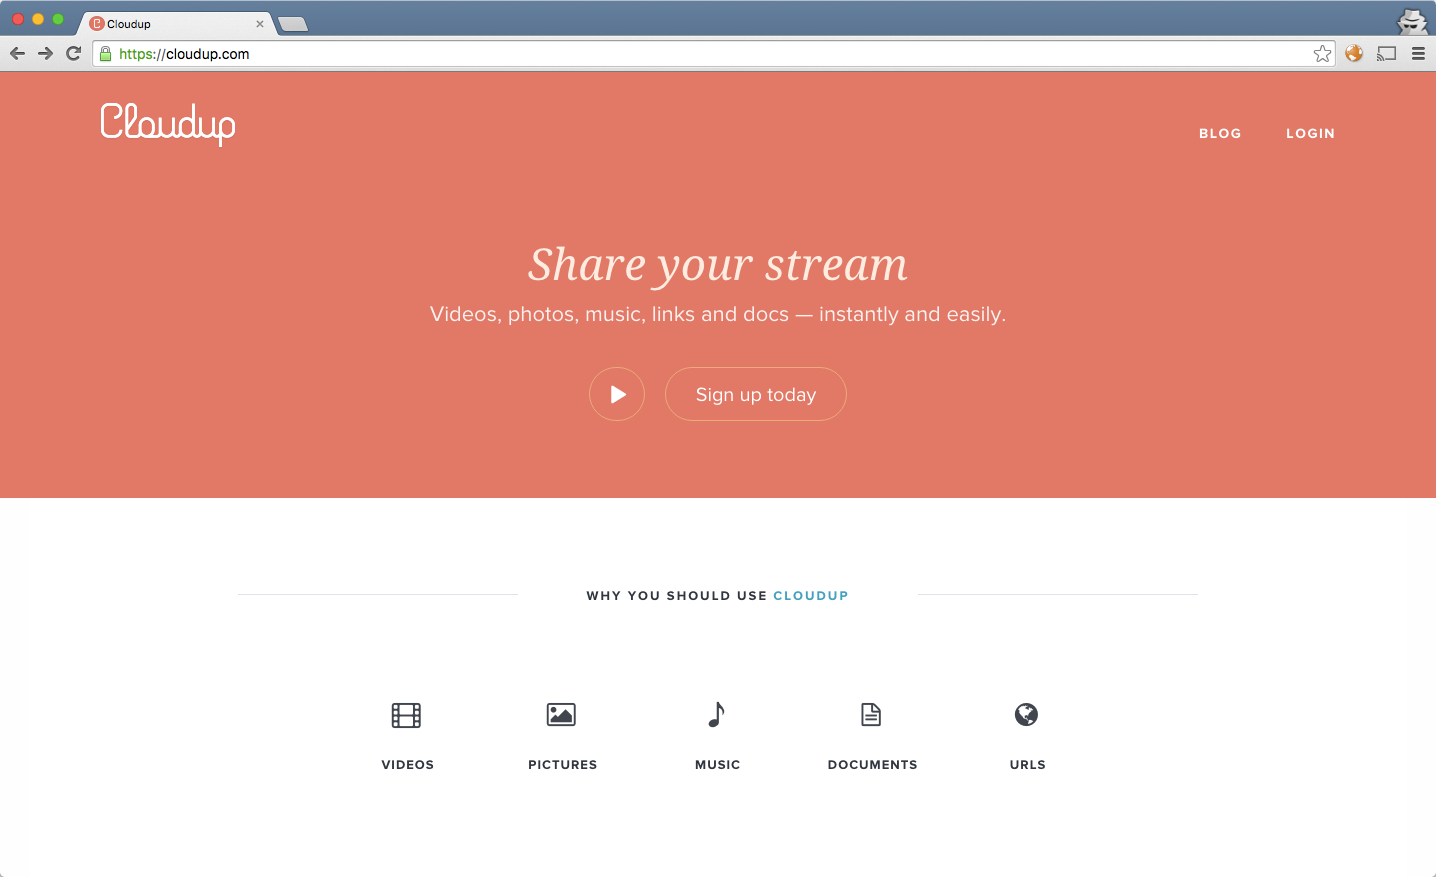 Cloudup
https://cloudup.com
Cloudup
BLOG LOGIN
Share your stream
Videos, photos, music, links and docs — instantly and easily.
Sign up today
WHY YOU SHOULD USE CLOUDUP
VIDEOS PICTURES MUSIC DOCUMENTS URLS